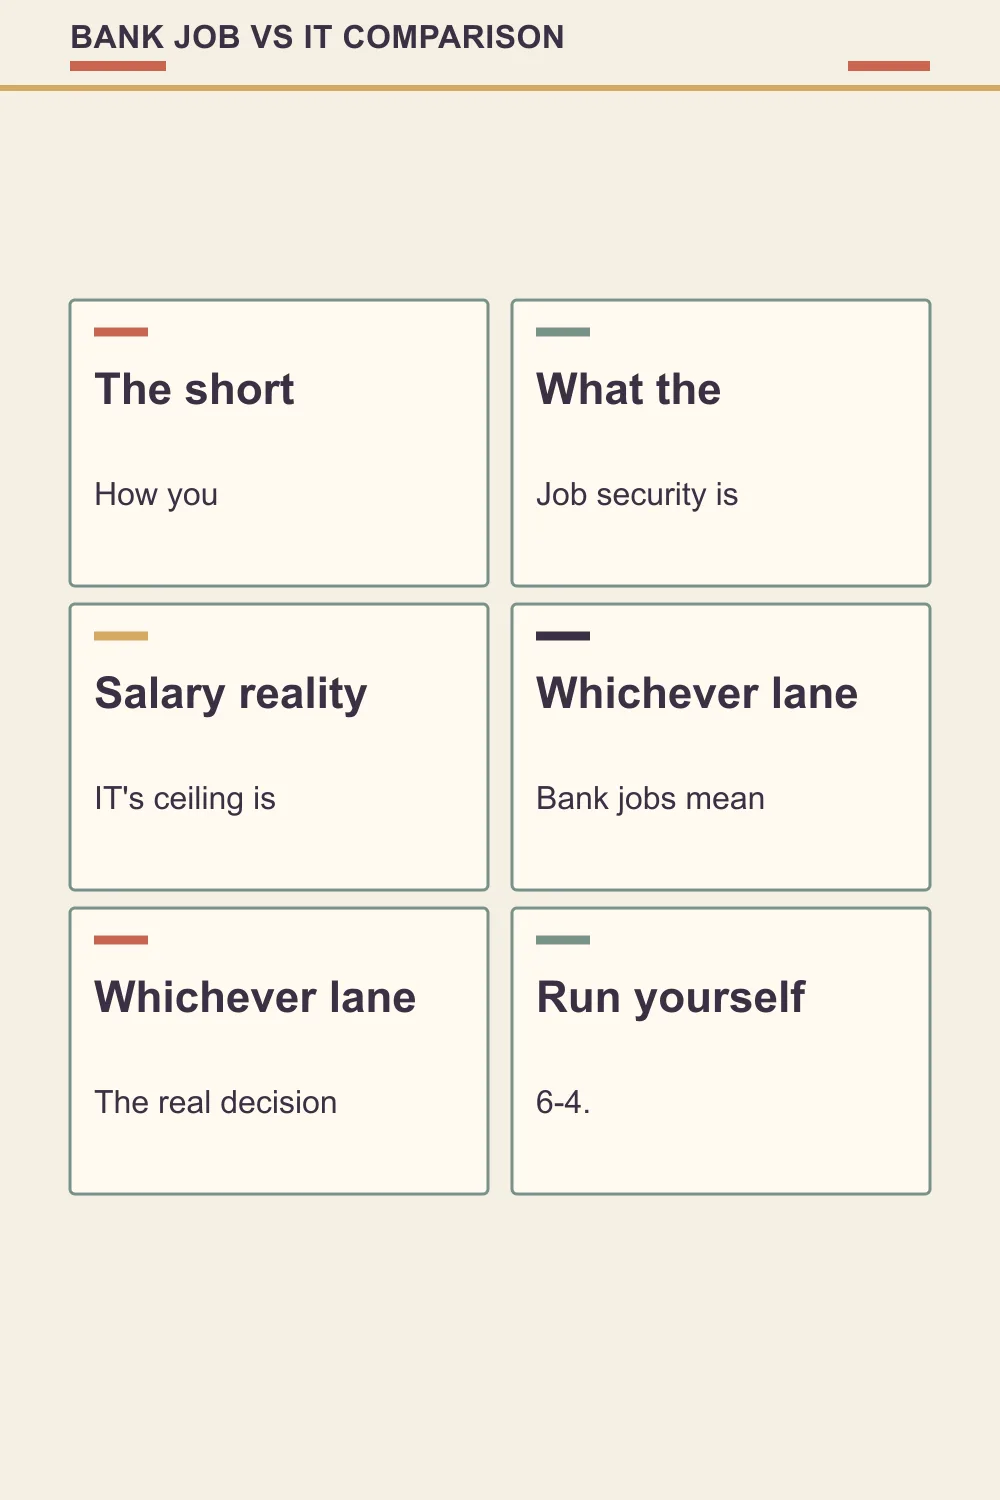 BANK JOB VS IT COMPARISON
The short
How you
What the
Job security is
Salary reality
IT's ceiling is
Whichever lane
Bank jobs mean
Whichever lane
The real decision
Run yourself
6-4.